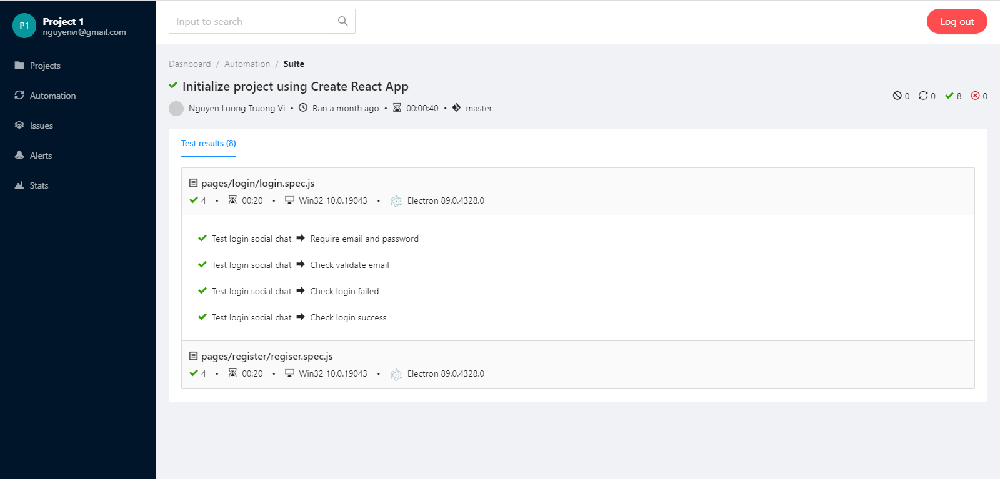 P1
Project 1
nguyenvi@gmail.com
Projects
Automation
Issues
Alerts
Stats
Input to search
Log out
Dashboard / Automation / Suite
Initialize project using Create React App
Nguyen Luong Truong Vi • Ran a month ago • 00:00:40 • master
0 0 8 0
Test results (8)
pages/login/login.spec.js
4 • 00:20 • Win32 10.0.19043 • Electron 89.0.4328.0
Test login social chat ➡ Require email and password
Test login social chat ➡ Check validate email
Test login social chat ➡ Check login failed
Test login social chat ➡ Check login success
pages/register/regiser.spec.js
4 • 00:20 • Win32 10.0.19043 • Electron 89.0.4328.0